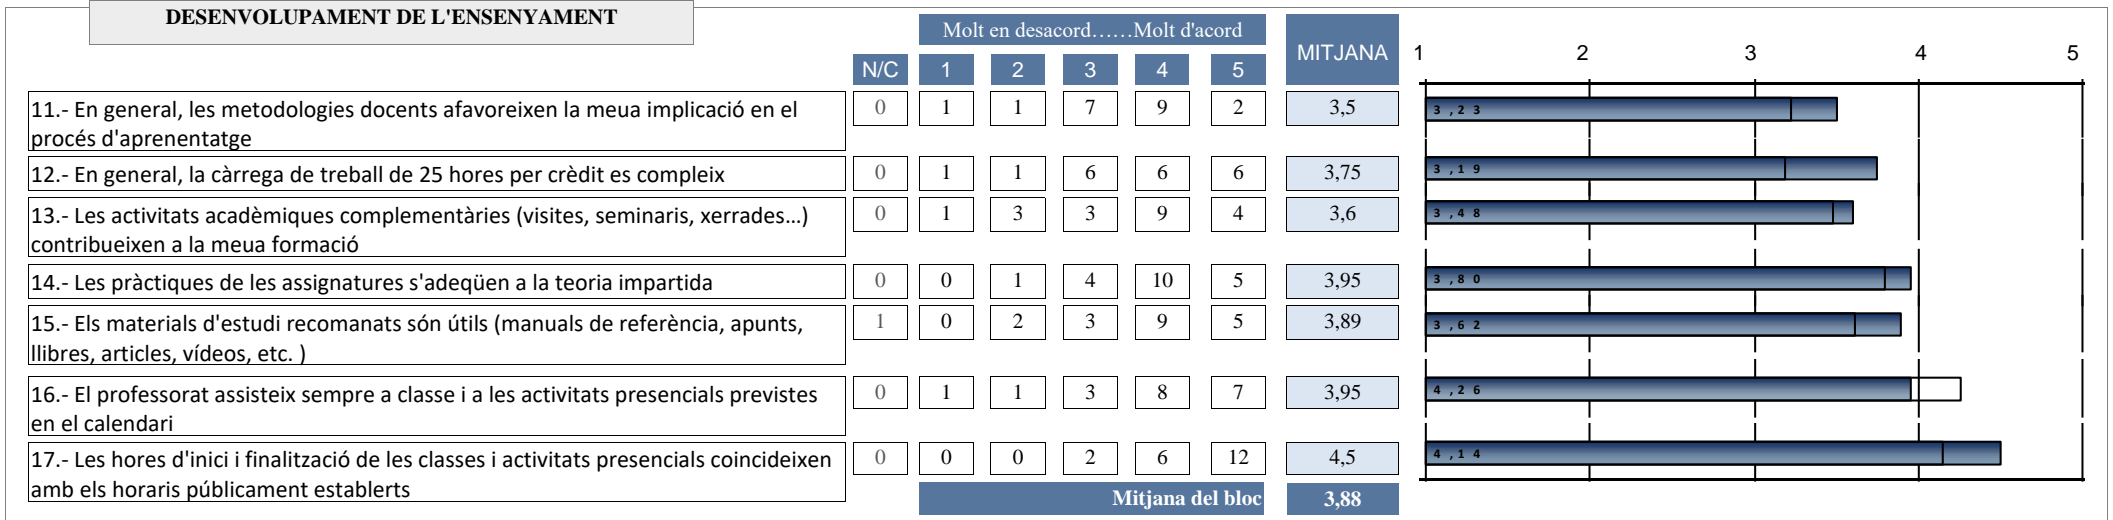 DESENVOLUPAMENT DE L'ENSENYAMENT
Molt en desacord……Molt d'acord
MITJANA
1 2 3 4 5
N/C 1 2 3 4 5
11.- En general, les metodologies docents afavoreixen la meua implicació en el
procés d'aprenentatge
0 1 1 7 9 2 3,5 3,23
12.- En general, la càrrega de treball de 25 hores per crèdit es compleix
0 1 1 6 6 6 3,75 3,19
13.- Les activitats acadèmiques complementàries (visites, seminaris, xerrades…)
contribueixen a la meua formació
0 1 3 3 9 4 3,6 3,48
14.- Les pràctiques de les assignatures s'adeqüen a la teoria impartida
0 0 1 4 10 5 3,95 3,80
15.- Els materials d'estudi recomanats són útils (manuals de referència, apunts,
llibres, articles, vídeos, etc. )
1 0 2 3 9 5 3,89 3,62
16.- El professorat assisteix sempre a classe i a les activitats presencials previstes
en el calendari
0 1 1 3 8 7 3,95 4,26
17.- Les hores d'inici i finalització de les classes i activitats presencials coincideixen
amb els horaris públicament establerts
0 0 0 2 6 12 4,5 4,14
Mitjana del bloc 3,88